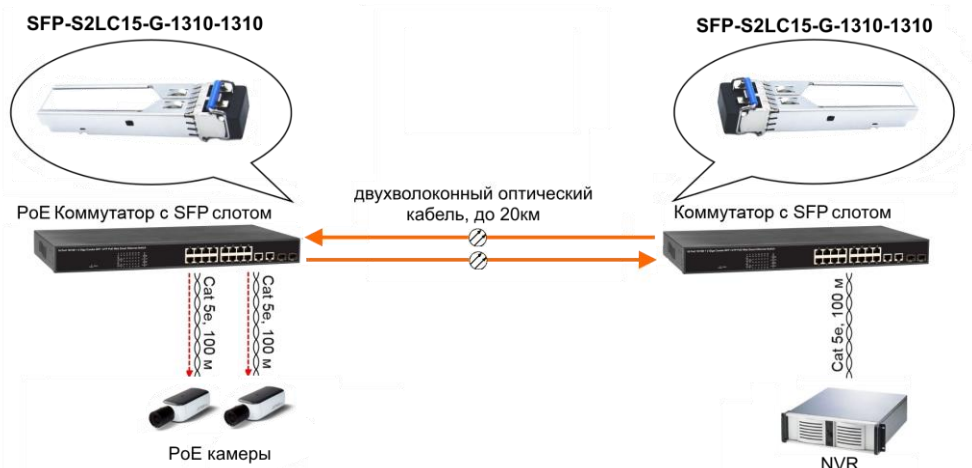 SFP-S2LC15-G-1310-1310
SFP-S2LC15-G-1310-1310
двухволоконный оптический
кабель, до 20км
PoE Коммутатор с SFP слотом
Коммутатор с SFP слотом
Cat 5e, 100 м
Cat 5e, 100 м
Cat 5e, 100 м
PoE камеры
NVR